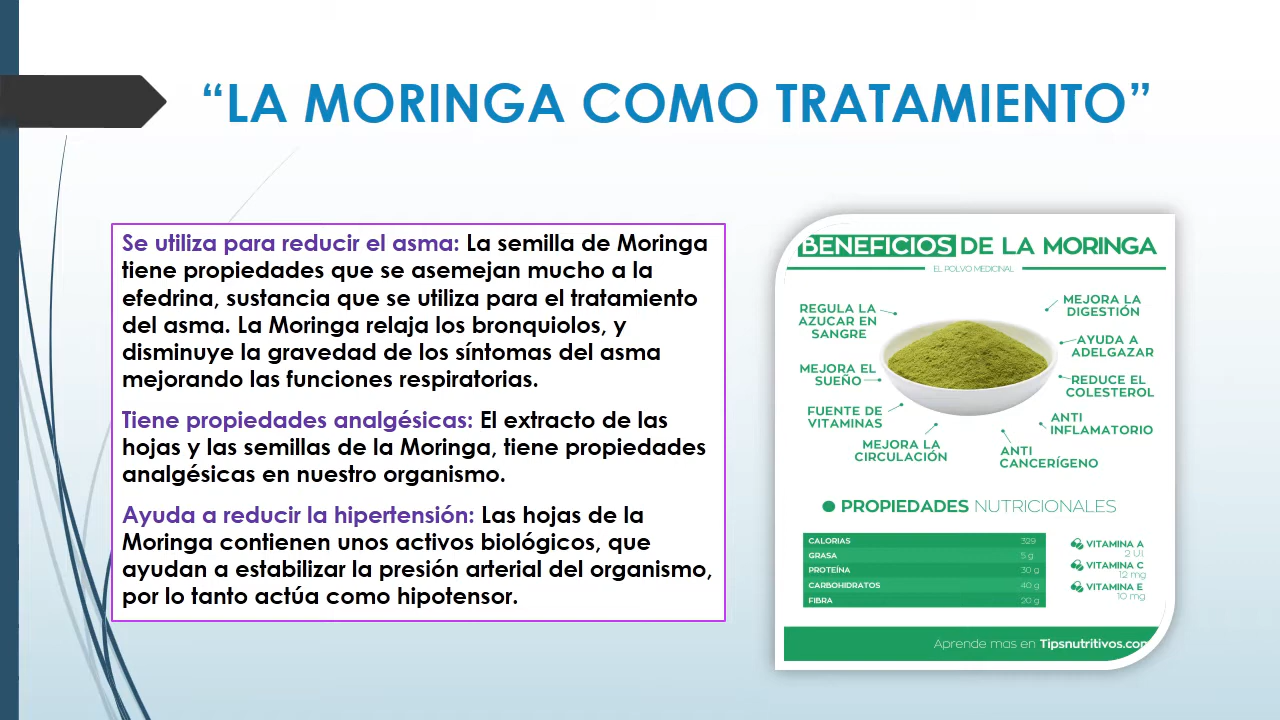 “LA MORINGA COMO TRATAMIENTO”
Se utiliza para reducir el asma: La semilla de Moringa
tiene propiedades que se asemejan mucho a la
efedrina, sustancia que se utiliza para el tratamiento
del asma. La Moringa relaja los bronquiolos, y
disminuye la gravedad de los síntomas del asma
mejorando las funciones respiratorias.
Tiene propiedades analgésicas: El extracto de las
hojas y las semillas de la Moringa, tiene propiedades
analgésicas en nuestro organismo.
Ayuda a reducir la hipertensión: Las hojas de la
Moringa contienen unos activos biológicos, que
ayudan a estabilizar la presión arterial del organismo,
por lo tanto actúa como hipotensor.
BENEFICIOS DE LA MORINGA
EL POLVO MEDICINAL
REGULA LA
AZUCAR EN
SANGRE
MEJORA EL
SUEÑO
FUENTE DE
VITAMINAS
MEJORA LA
CIRCULACIÓN
MEJORA LA
DIGESTIÓN
AYUDA A
ADELGAZAR
REDUCE EL
COLESTEROL
ANTI
INFLAMATORIO
ANTI
CANCERÍGENO
PROPIEDADES NUTRICIONALES
CALORIAS 329
GRASA 5 g
PROTEÍNA 30 g
CARBOHIDRATOS 40 g
FIBRA 20 g
VITAMINA A
2 UI
VITAMINA C
12 mg
VITAMINA E
10 mg
Aprende mas en Tipsnutritivos.com